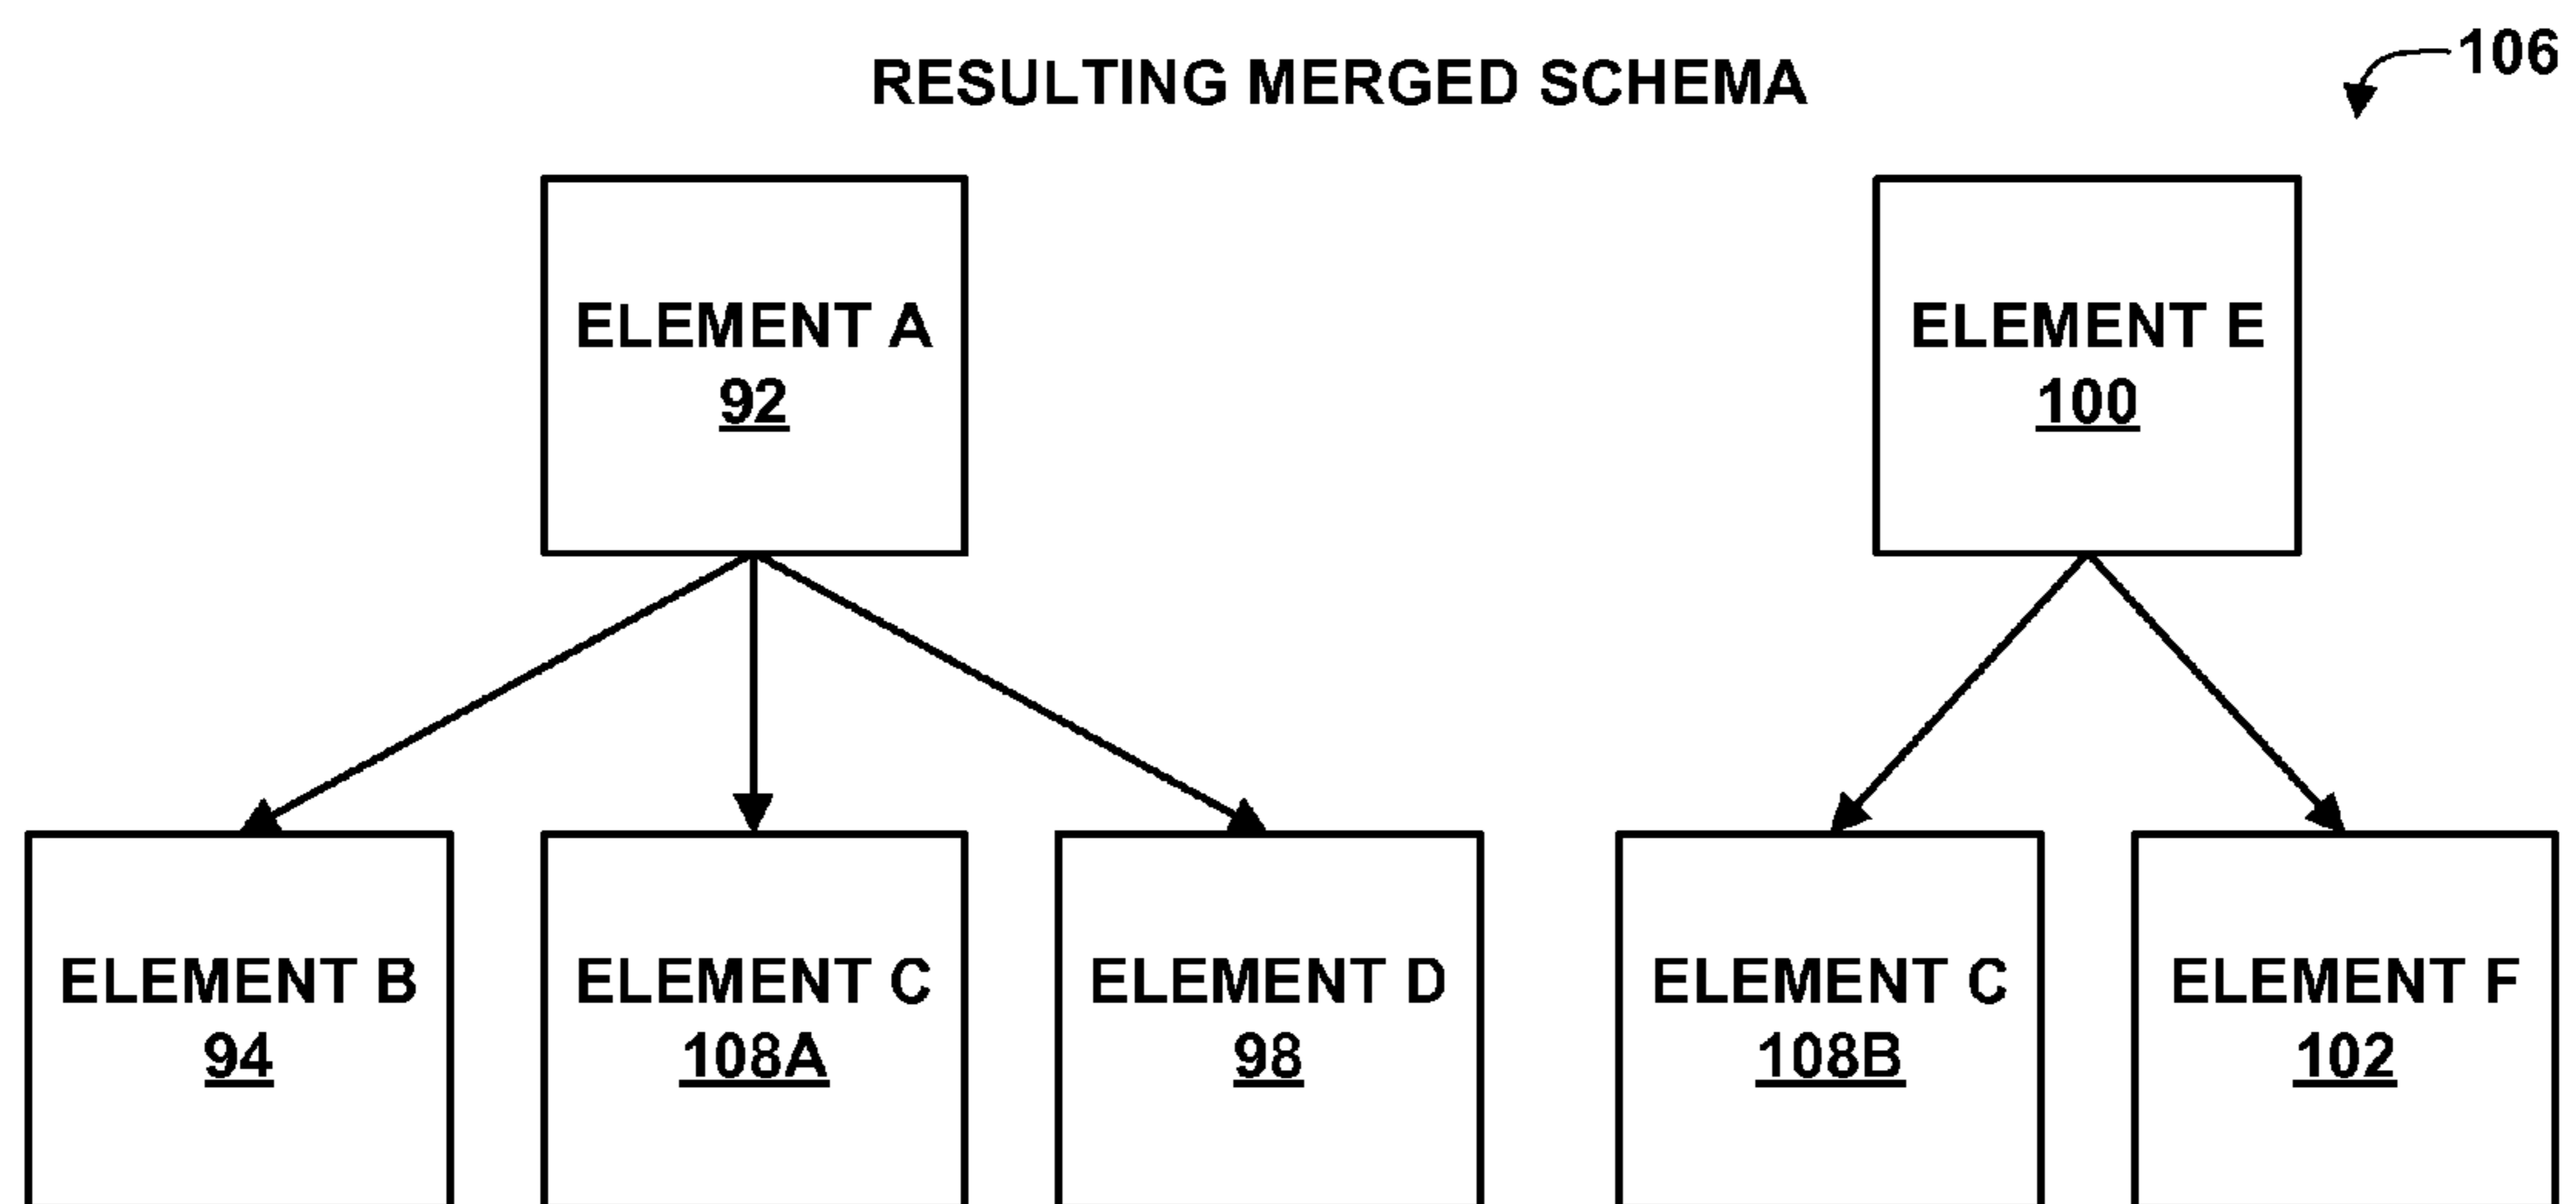 106
RESULTING MERGED SCHEMA
ELEMENT A
92
ELEMENT E
100
ELEMENT B
94
ELEMENT C
108A
ELEMENT D
98
ELEMENT C
108B
ELEMENT F
102